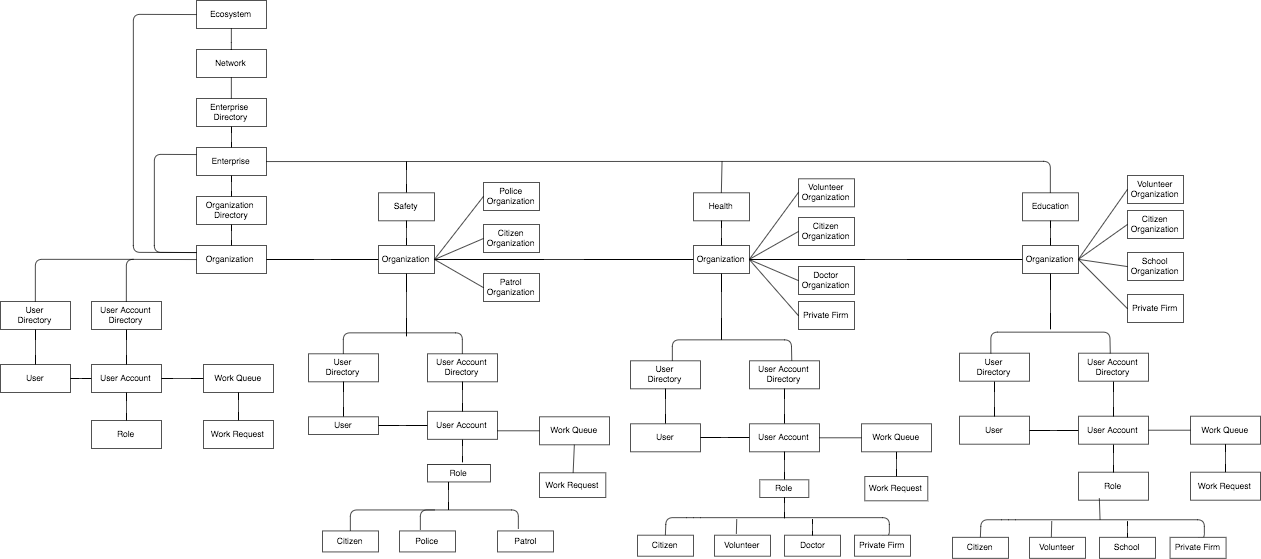 Ecosystem
Network
Enterprise
Directory
Enterprise
Organization
Directory
Organization
User
Directory
User Account
Directory
User
User Account
Work Queue
Role
Work Request
Safety
Organization
Police
Organization
Citizen
Organization
Patrol
Organization
User
Directory
User Account
Directory
User
User Account
Work Queue
Role
Work Request
Citizen
Police
Patrol
Health
Organization
Volunteer
Organization
Citizen
Organization
Doctor
Organization
Private Firm
User
Directory
User Account
Directory
User
User Account
Work Queue
Role
Work Request
Citizen
Volunteer
Doctor
Private Firm
Education
Organization
Volunteer
Organization
Citizen
Organization
School
Organization
Private Firm
User
Directory
User Account
Directory
User
User Account
Work Queue
Role
Work Request
Citizen
Volunteer
School
Private Firm